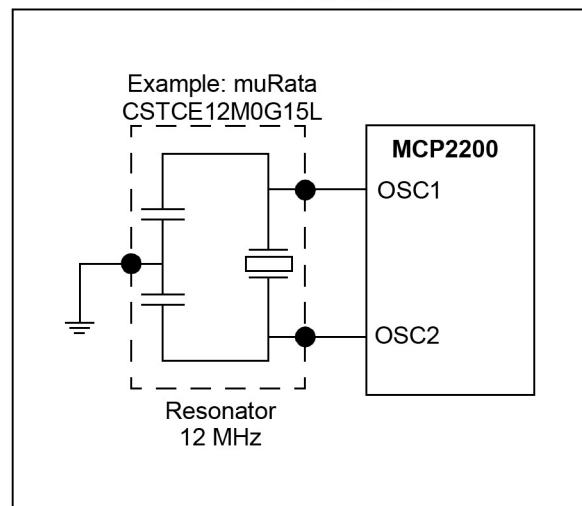 Example: muRata
CSTCE12M0G15L
MCP2200
OSC1
OSC2
Resonator
12 MHz